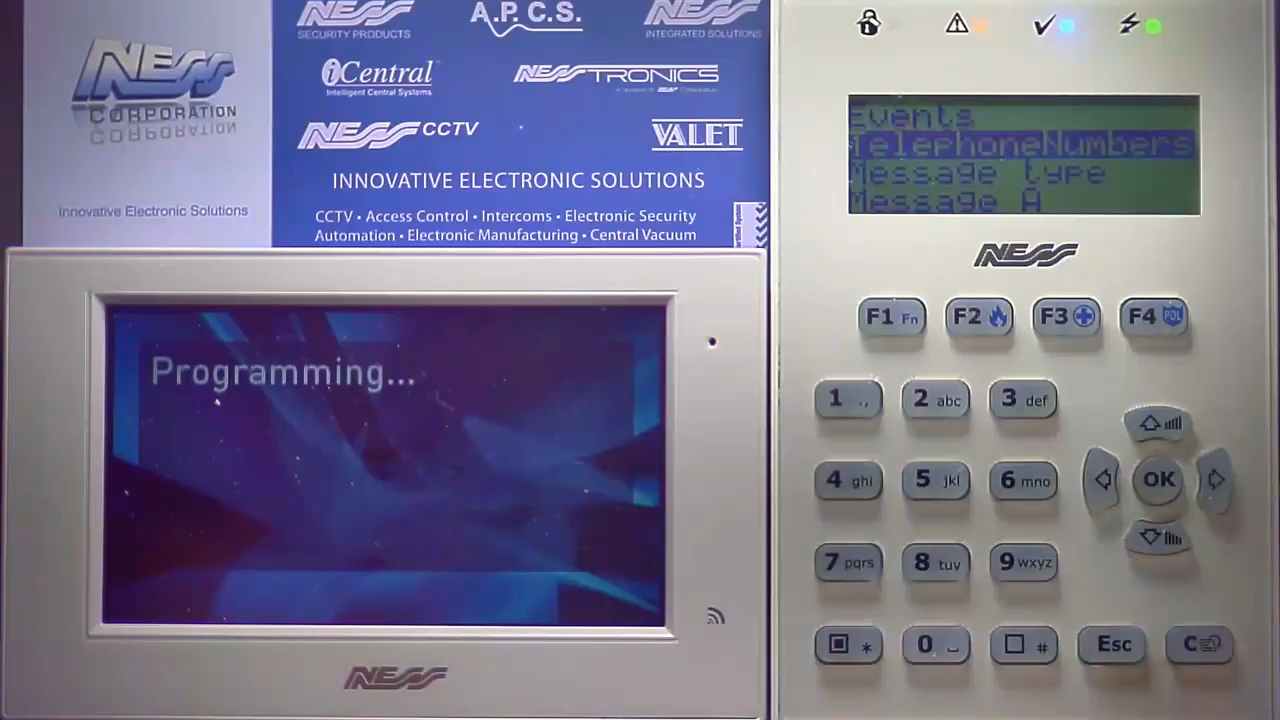 NESS
CORPORATION
Innovative Electronic Solutions
NESS
SECURITY PRODUCTS
A.P.C.S.
NESS
INTEGRATED SOLUTIONS
iCentral
Intelligent Central Systems
NESSTRONICS
NESS CCTV
VALET
INNOVATIVE ELECTRONIC SOLUTIONS
CCTV • Access Control • Intercoms • Electronic Security
Automation • Electronic Manufacturing • Central Vacuum
Programming...
NESS
Events
TelephoneNumbers
Message type
Message A
NESS
F1 Fn F2 F3 F4 POL
1 ., 2 abc 3 def
4 ghi 5 jkl 6 mno OK
7 pqrs 8 tuv 9 wxyz
* 0 # Esc C